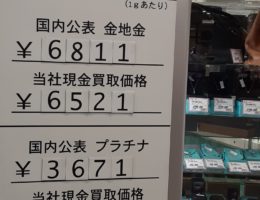 (1gあたり)
国内公表 金地金
¥6811
当社現金買取価格
¥6521
国内公表 プラチナ
¥3671
当社現金買取価格